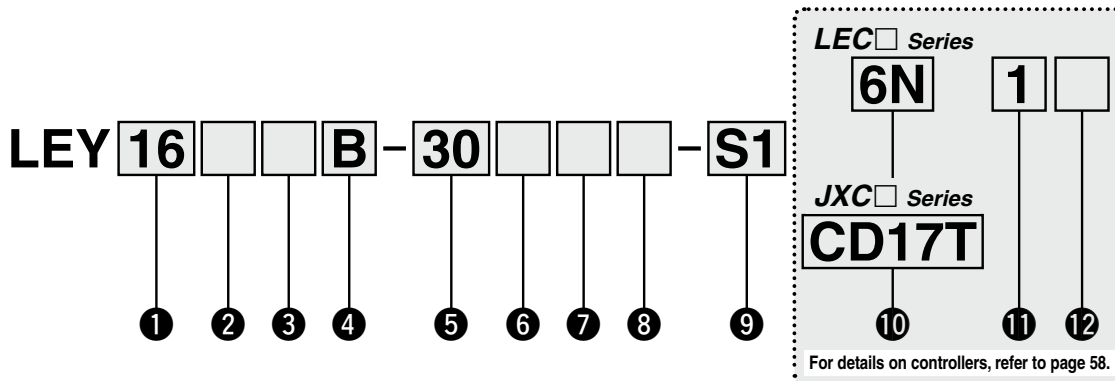 LEC□ Series
6N 1
LEY 16 B – 30 – S1
JXC□ Series
CD17T
❶ ❷ ❸ ❹ ❺ ❻ ❼ ❽ ❾ ❿ ⓫ ⓬
For details on controllers, refer to page 58.